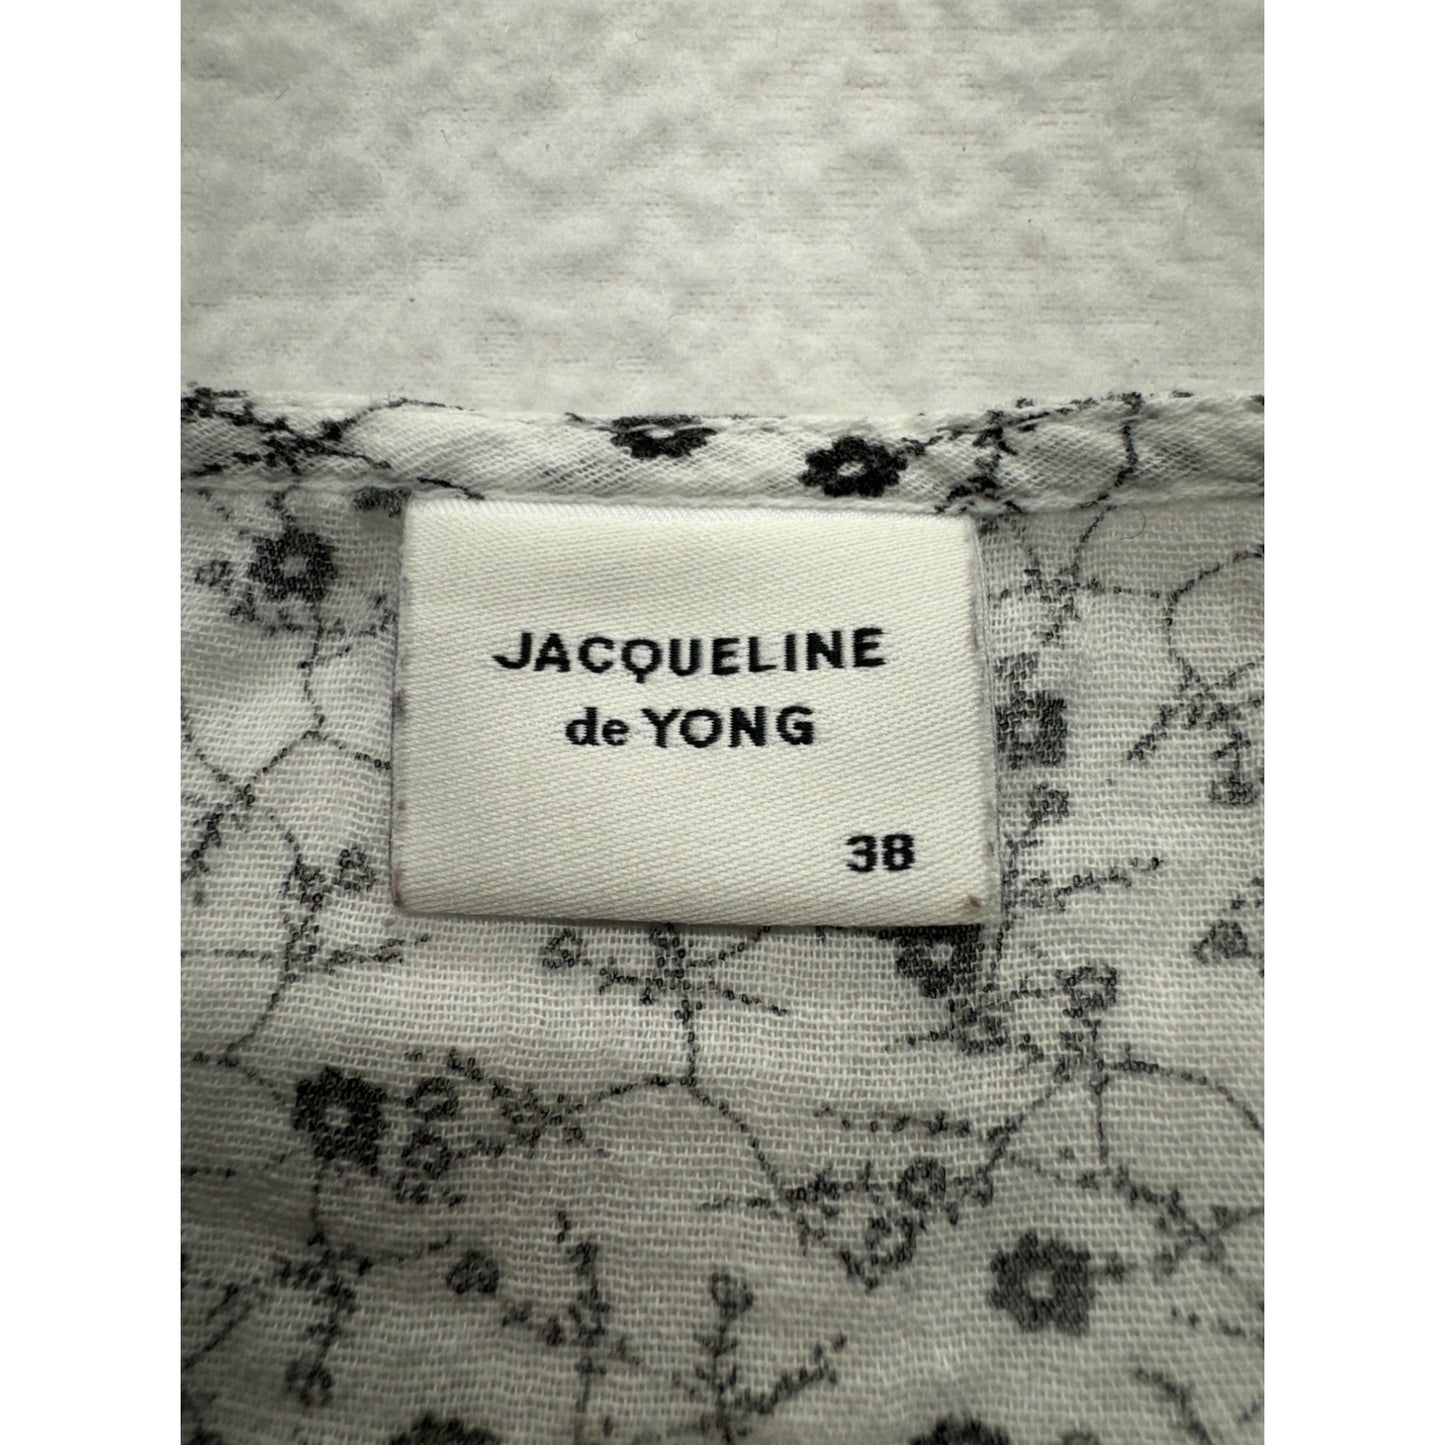 JACQUELINE
de YONG
38